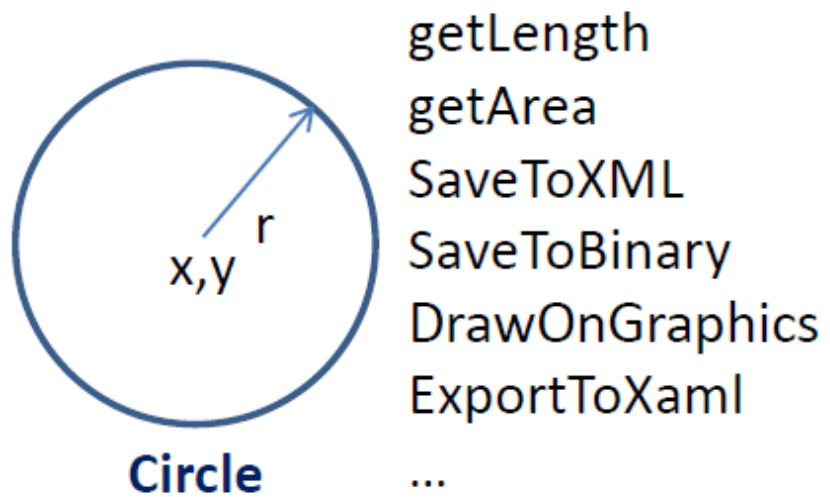 getLength
getArea
SaveToXML
SaveToBinary
DrawOnGraphics
ExportToXaml
...
r
x,y
Circle